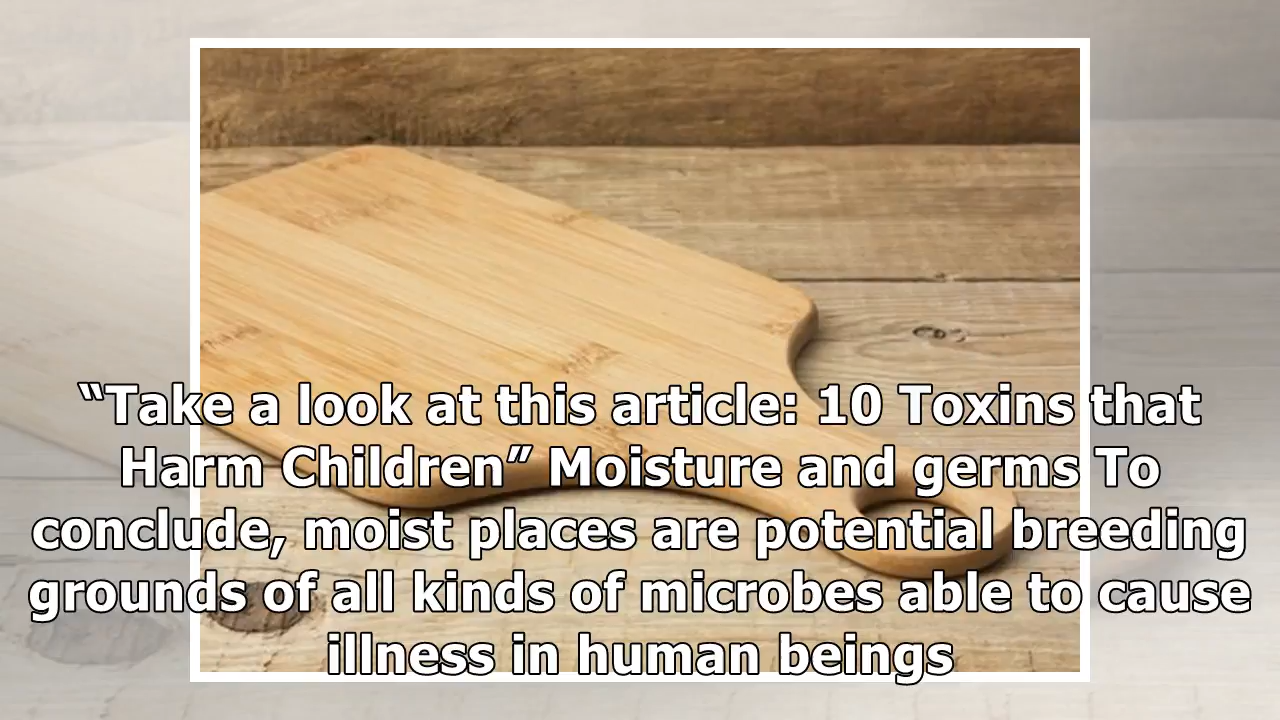 “Take a look at this article: 10 Toxins that
Harm Children” Moisture and germs To
conclude, moist places are potential breeding
grounds of all kinds of microbes able to cause
illness in human beings